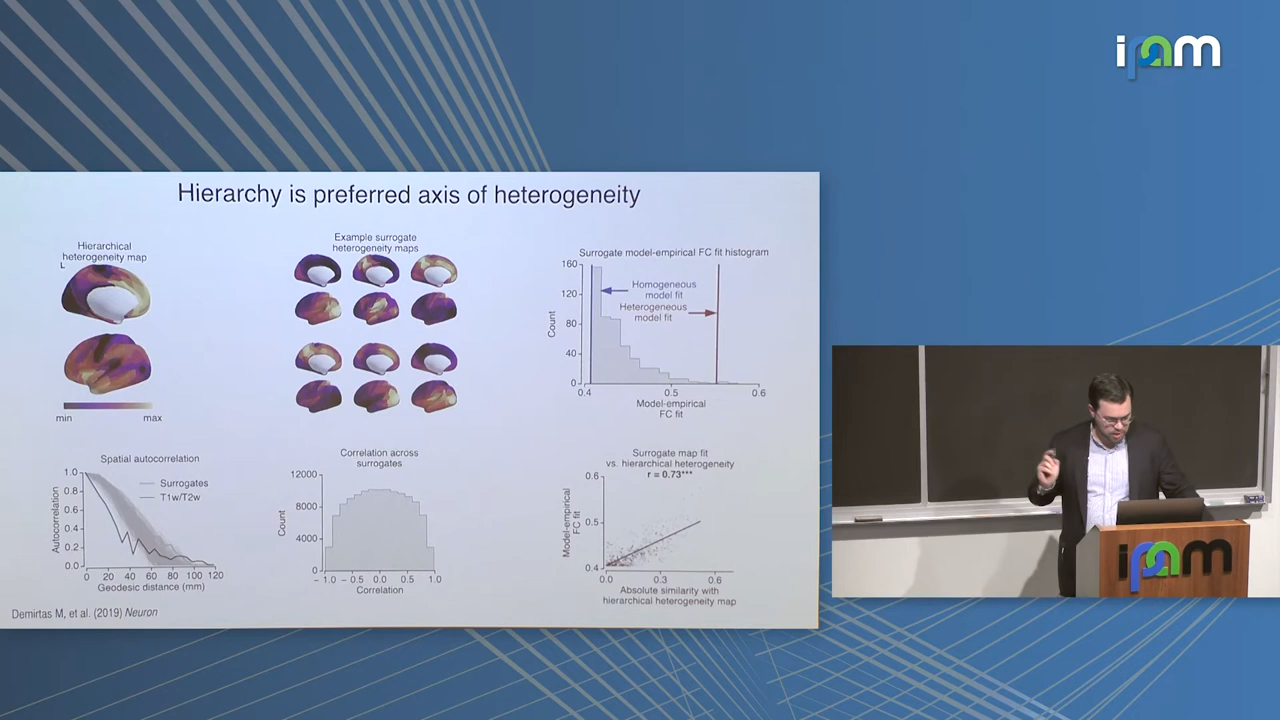 ipam
Hierarchy is preferred axis of heterogeneity
Hierarchical
heterogeneity map
L
min max
Example surrogate
heterogeneity maps
Surrogate model-empirical FC fit histogram
160
120
80
40
0
Count
Homogeneous
model fit
Heterogeneous
model fit
0.4 0.5 0.6
Model-empirical
FC fit
Spatial autocorrelation
1.0
0.8
0.6
0.4
0.2
0.0
Autocorrelation
Surrogates
T1w/T2w
0 20 40 60 80 100 120
Geodesic distance (mm)
Correlation across
surrogates
12000
8000
4000
0
Count
−1.0 −0.5 0.0 0.5 1.0
Correlation
Surrogate map fit
vs. hierarchical heterogeneity
r = 0.73***
0.6
0.5
0.4
Model-empirical
FC fit
0.0 0.3 0.6
Absolute similarity with
hierarchical heterogeneity map
Demirtas M, et al. (2019) Neuron
ipam